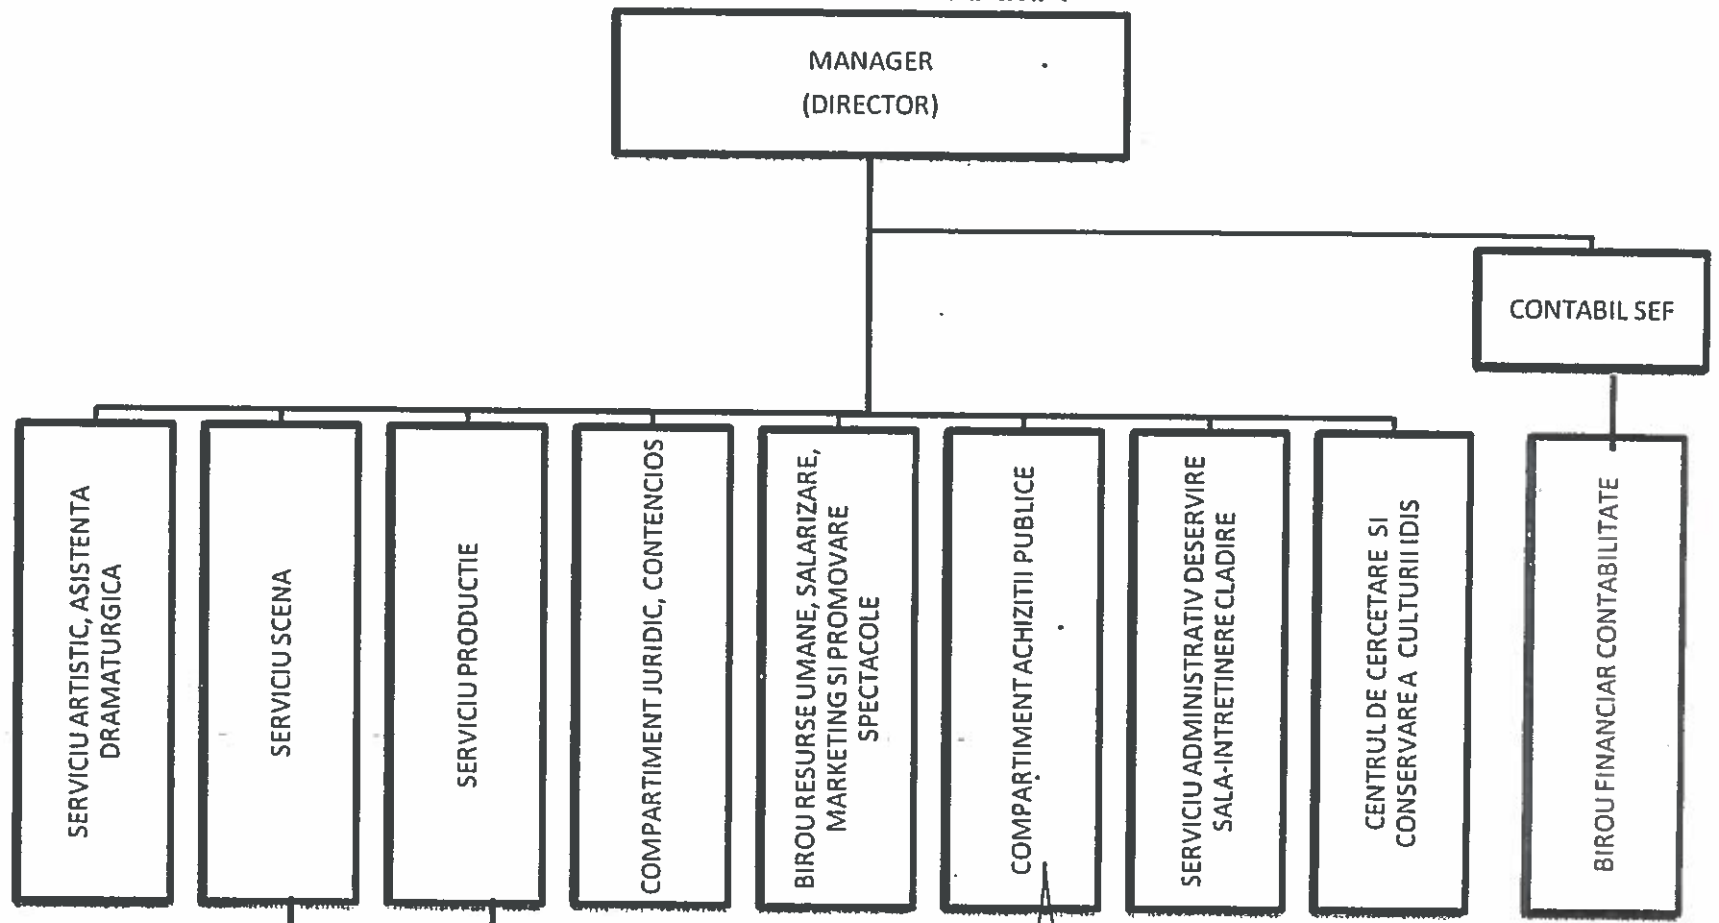 MANAGER
(DIRECTOR)
CONTABIL SEF
SERVICIU ARTISTIC, ASISTENTA
DRAMATURGICA
SERVICIU SCENA
SERVICIU PRODUCTIE
COMPARTIMENT JURIDIC, CONTENCIOS
BIROU RESURSE UMANE, SALARIZARE,
MARKETING SI PROMOVARE
SPECTACOLE
COMPARTIMENT ACHIZITII PUBLICE
SERVICIU ADMINISTRATIV DESERVIRE
SALA-INTRETINERE CLADIRE
CENTRUL DE CERCETARE SI
CONSERVARE A CULTURII IDIS
BIROU FINANCIAR CONTABILITATE